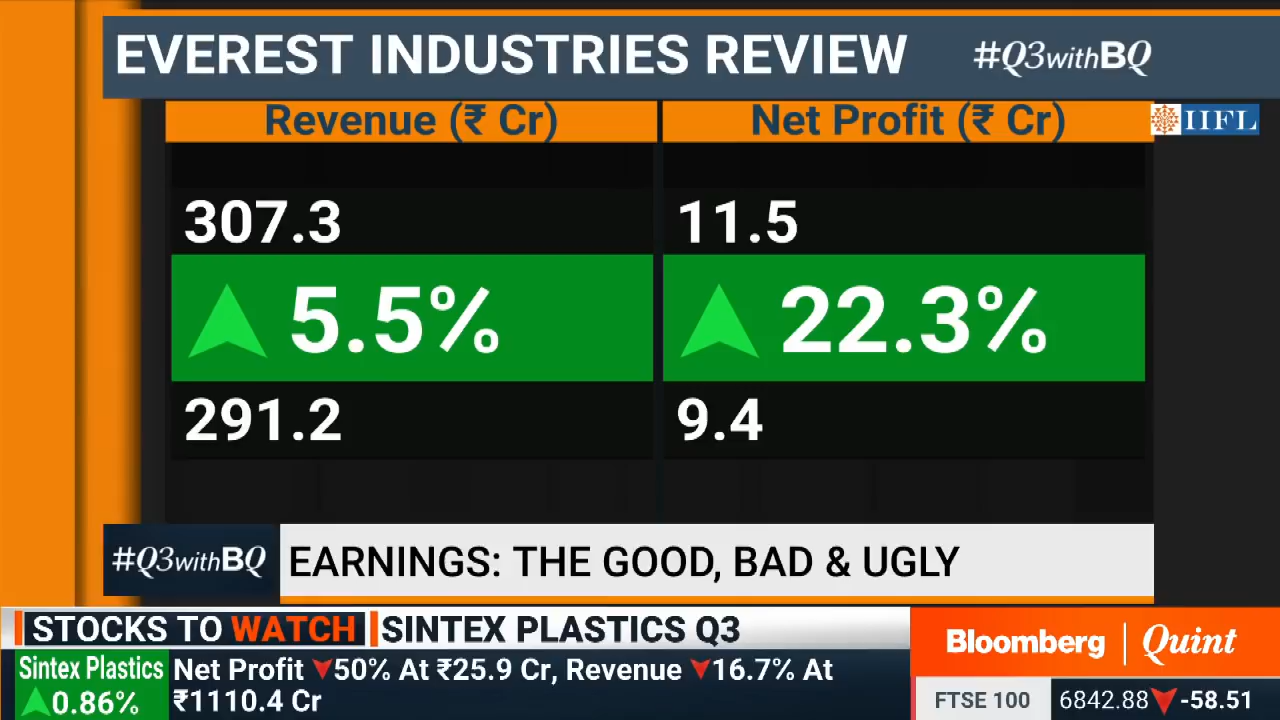 EVEREST INDUSTRIES REVIEW #Q3withBQ
Revenue (₹ Cr) Net Profit (₹ Cr) IIFL
307.3 11.5
5.5% 22.3%
291.2 9.4
#Q3withBQ EARNINGS: THE GOOD, BAD & UGLY
STOCKS TO WATCH SINTEX PLASTICS Q3
Bloomberg | Quint
Sintex Plastics Net Profit ▼50% At ₹25.9 Cr, Revenue ▼16.7% At
▲0.86% ₹1110.4 Cr
FTSE 100 6842.88▼-58.51